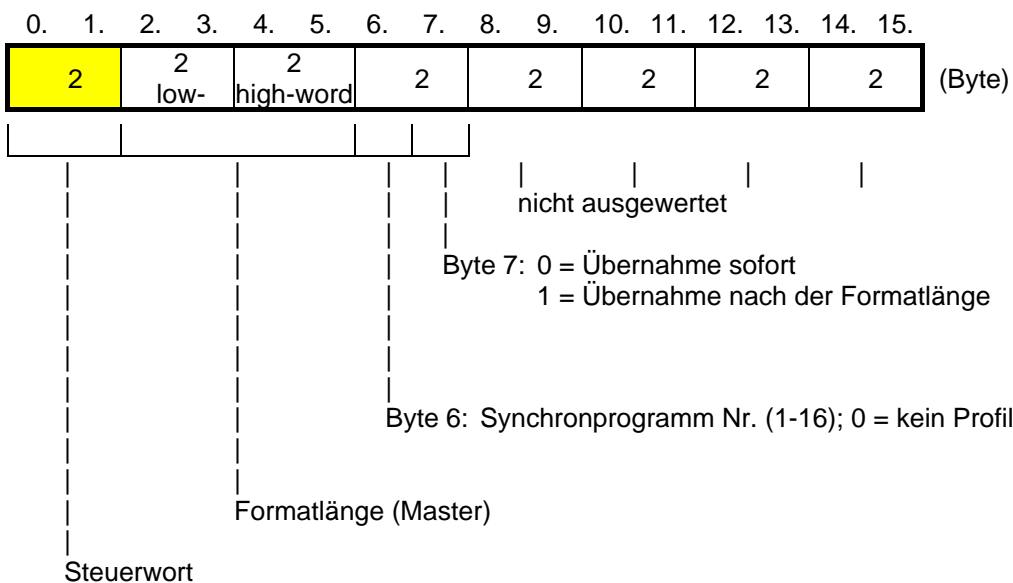 0. 1. 2. 3. 4. 5. 6. 7. 8. 9. 10. 11. 12. 13. 14. 15.
2 2 2 2 2 2 2 2 (Byte)
low- high-word
nicht ausgewertet
Byte 7: 0 = Übernahme sofort
1 = Übernahme nach der Formatlänge
Byte 6: Synchronprogramm Nr. (1-16); 0 = kein Profil
Formatlänge (Master)
Steuerwort